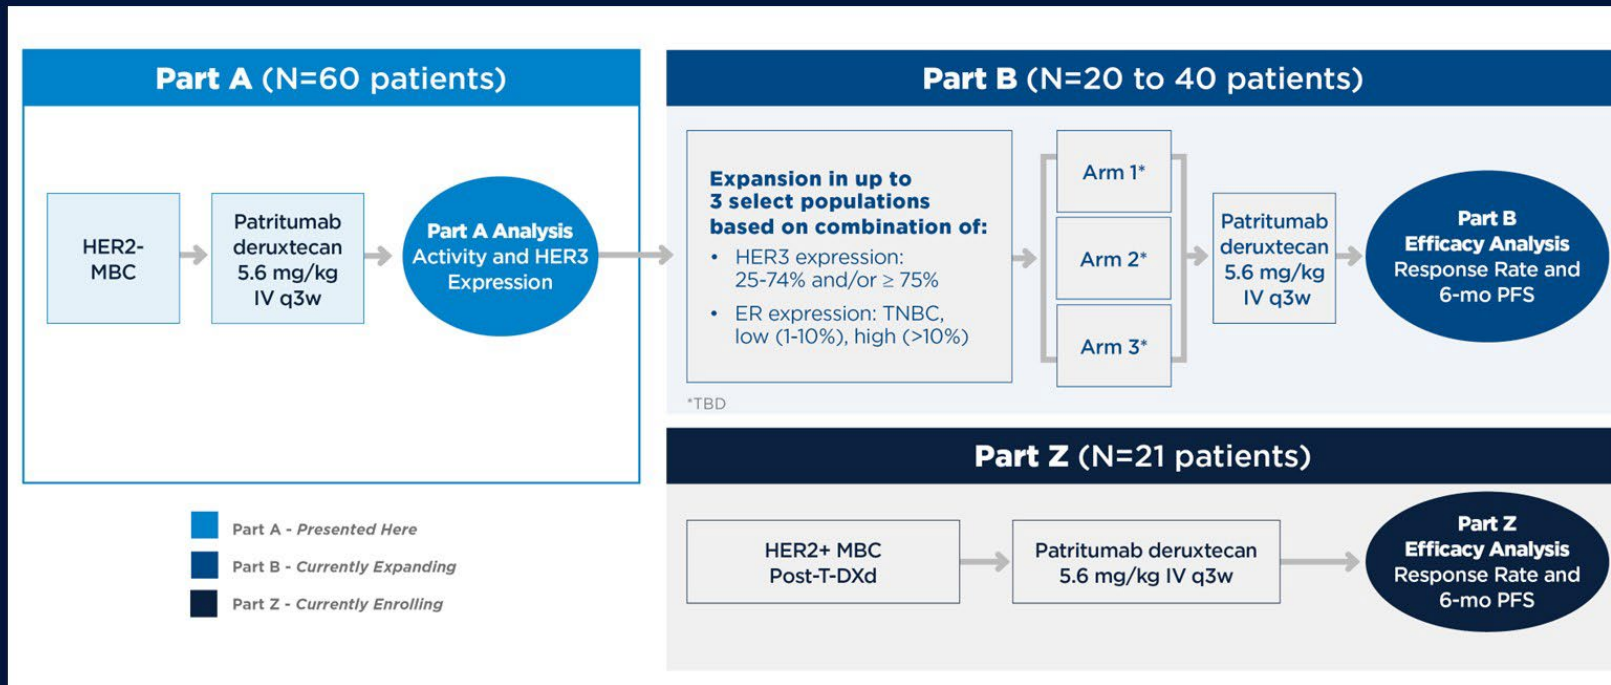 Part A (N=60 patients)
HER2-
MBC
Patritumab
deruxtecan
5.6 mg/kg
IV q3w
Part A Analysis
Activity and HER3
Expression
Part B (N=20 to 40 patients)
Expansion in up to
3 select populations
based on combination of:
• HER3 expression:
25-74% and/or ≥ 75%
• ER expression: TNBC,
low (1-10%), high (>10%)
*TBD
Arm 1*
Arm 2*
Arm 3*
Patritumab
deruxtecan
5.6 mg/kg
IV q3w
Part B
Efficacy Analysis
Response Rate and
6-mo PFS
Part Z (N=21 patients)
HER2+ MBC
Post-T-DXd
Patritumab deruxtecan
5.6 mg/kg IV q3w
Part Z
Efficacy Analysis
Response Rate and
6-mo PFS
Part A - Presented Here
Part B - Currently Expanding
Part Z - Currently Enrolling